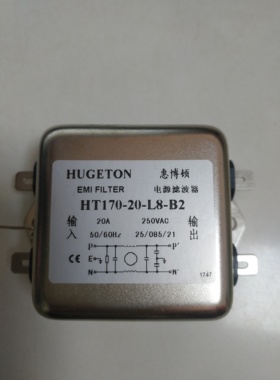 HUGETON 惠博顿
EMI FILTER 电源滤波器
HT170-20-L8-B2
输入 20A 250VAC 输出
50/60Hz 25/085/21
P P'
E
N N'
CE 1747